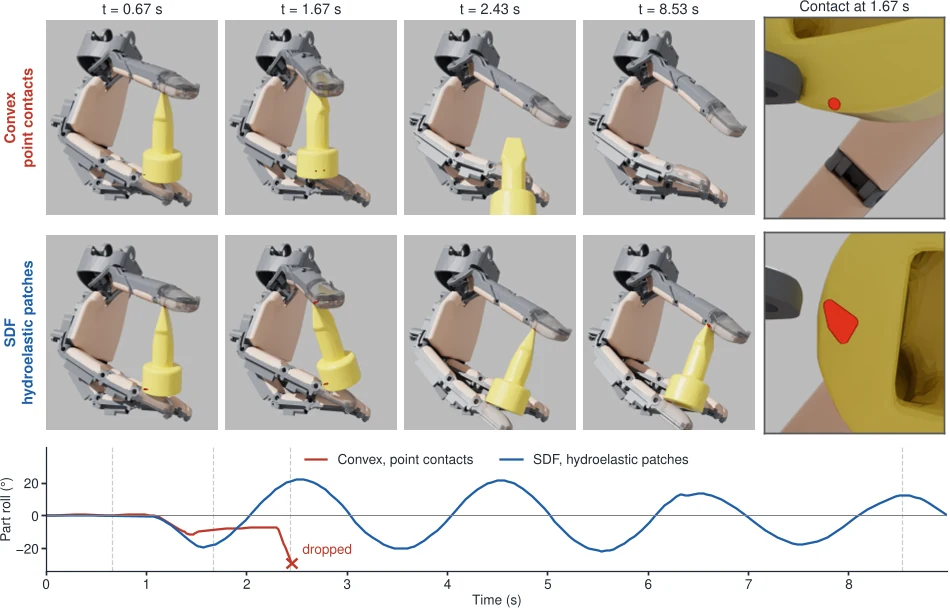 t = 0.67 s
t = 1.67 s
t = 2.43 s
t = 8.53 s
Contact at 1.67 s
Convex
point contacts
SDF
hydroelastic patches
Convex, point contacts
SDF, hydroelastic patches
Part roll (°)
20
0
−20
dropped
0
1
2
3
4
5
6
7
8
Time (s)